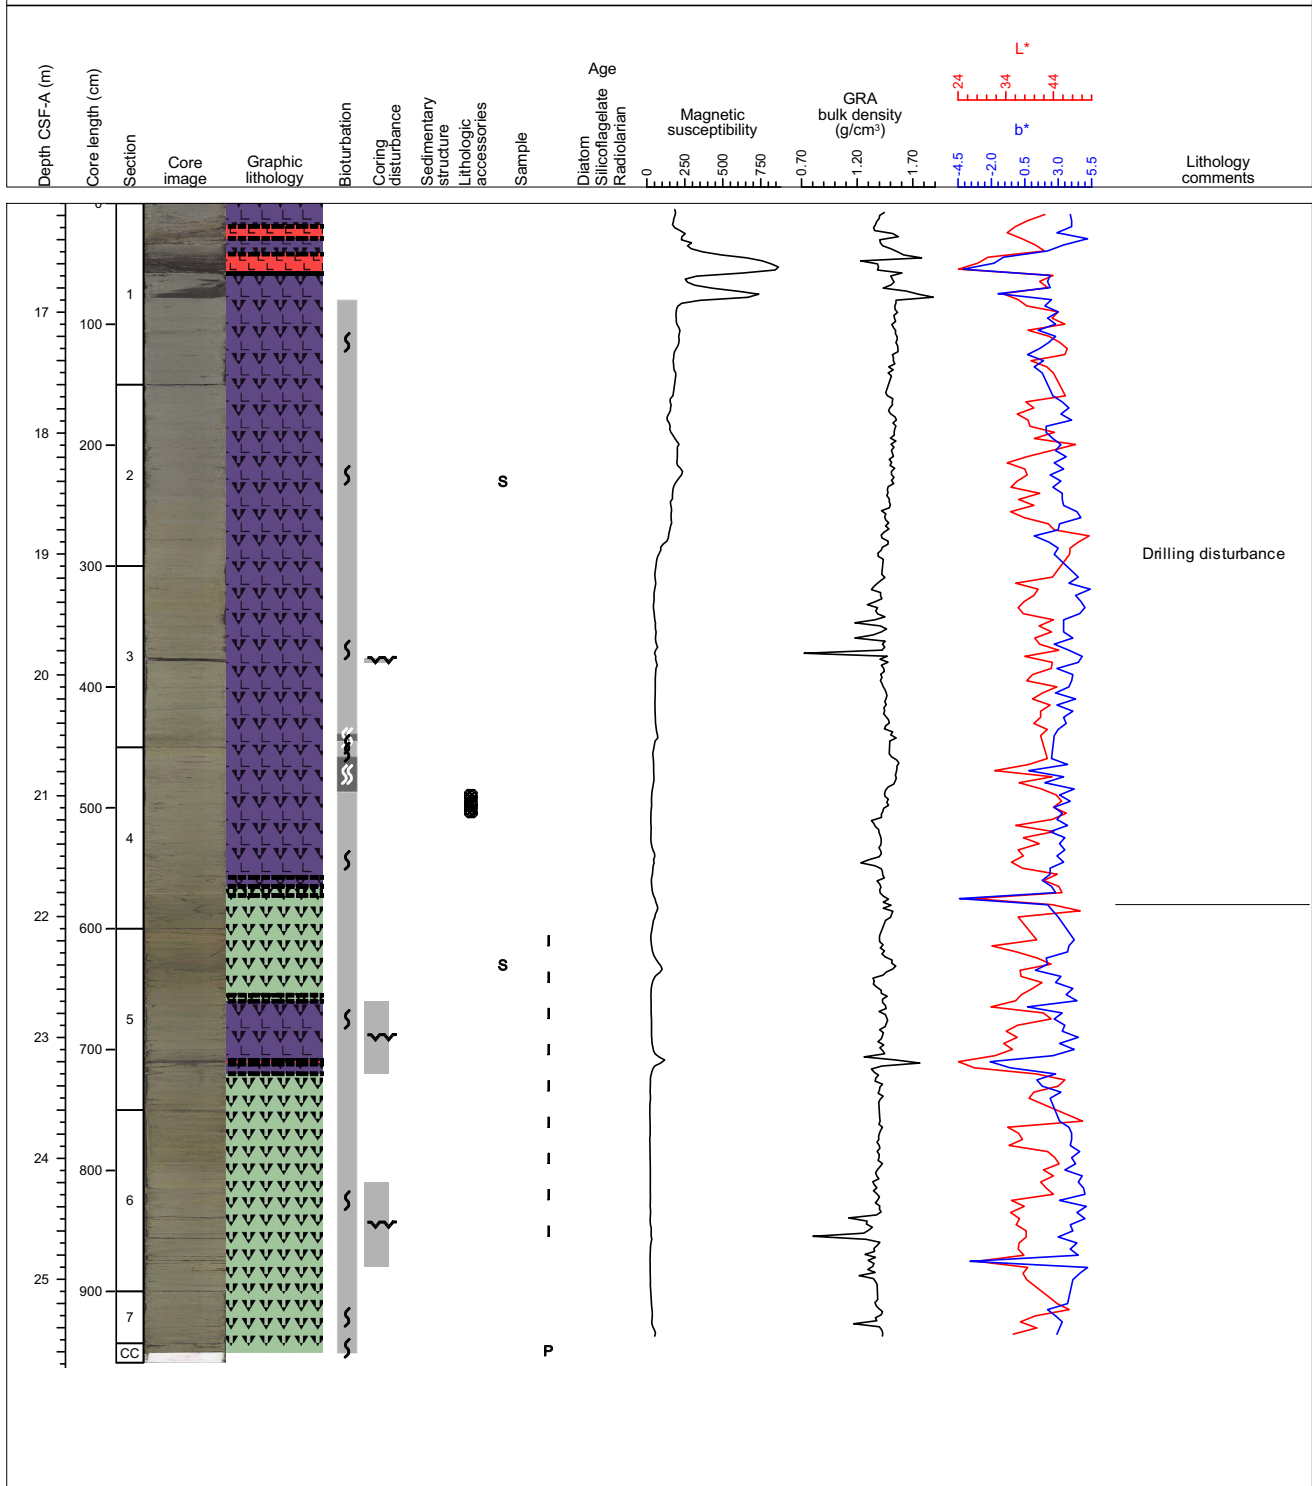 Depth CSF-A (m)
Core length (cm)
Section
Core
image
Graphic
lithology
Bioturbation
Coring
disturbance
Sedimentary
structure
Lithologic
accessories
Sample
Age
Diatom
Silicoflagelate
Radiolarian
Magnetic
susceptibility
0
250
500
750
GRA
bulk density
(g/cm³)
0.70
1.20
1.70
L*
24
34
44
b*
-4.5
-2.0
0.5
3.0
5.5
Lithology
comments
17
18
19
20
21
22
23
24
25
0
100
200
300
400
500
600
700
800
900
1
2
3
4
5
6
7
CC
S
S
I
I
I
I
I
I
I
I
I
P
Drilling disturbance